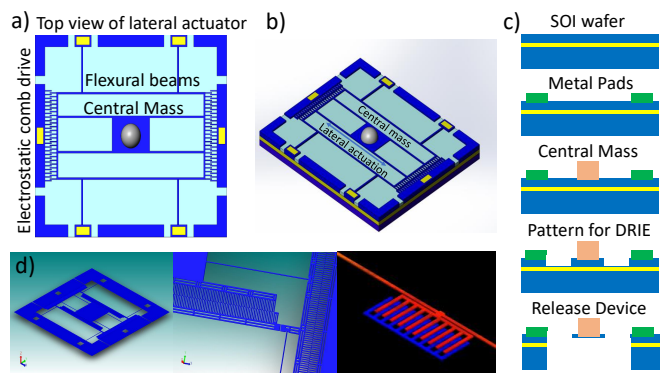 a)
Top view of lateral actuator
Electrostatic comb drive
Flexural beams
Central Mass
b)
Central mass
Lateral actuation
c)
SOI wafer
Metal Pads
Central Mass
Pattern for DRIE
Release Device
d)